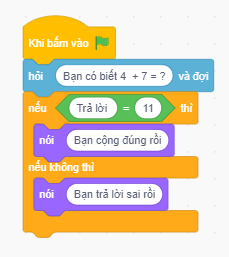 Khi bấm vào
hỏi Bạn có biết 4 + 7 = ? và đợi
nếu Trả lời = 11 thì
nói Bạn cộng đúng rồi
nếu không thì
nói Bạn trả lời sai rồi